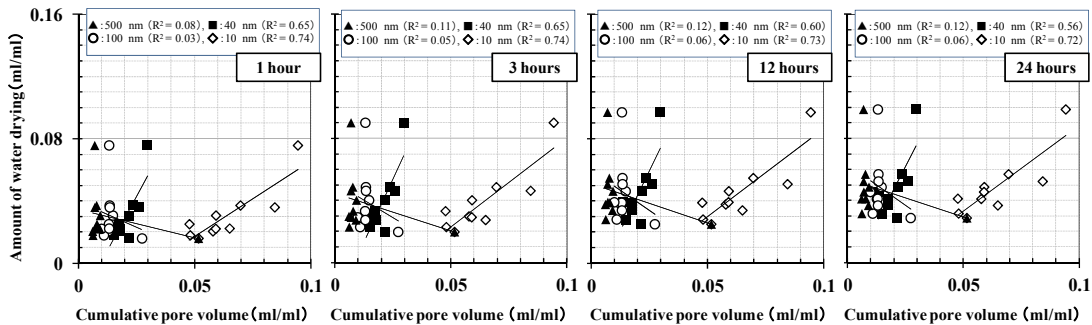 0.16
0.08
0
Amount of water drying(ml/ml)
▲:500 nm (R² = 0.08), ■:40 nm (R² = 0.65)
○:100 nm (R² = 0.03), ◇:10 nm (R² = 0.74)
1 hour
0 0.05 0.1
Cumulative pore volume(ml/ml)
▲:500 nm (R² = 0.11), ■:40 nm (R² = 0.65)
○:100 nm (R² = 0.05), ◇:10 nm (R² = 0.74)
3 hours
0 0.05 0.1
Cumulative pore volume(ml/ml)
▲:500 nm (R² = 0.12), ■:40 nm (R² = 0.60)
○:100 nm (R² = 0.06), ◇:10 nm (R² = 0.73)
12 hours
0 0.05 0.1
Cumulative pore volume(ml/ml)
▲:500 nm (R² = 0.12), ■:40 nm (R² = 0.56)
○:100 nm (R² = 0.06), ◇:10 nm (R² = 0.72)
24 hours
0 0.05 0.1
Cumulative pore volume(ml/ml)